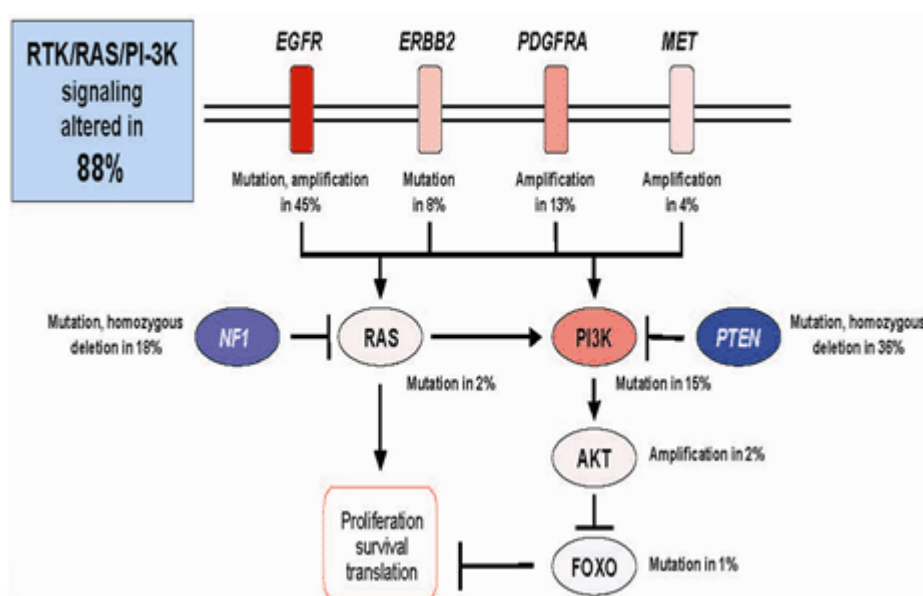 RTK/RAS/PI-3K
signaling
altered in
88%
EGFR
ERBB2
PDGFRA
MET
Mutation, amplification
in 45%
Mutation
in 8%
Amplification
in 13%
Amplification
in 4%
Mutation, homozygous
deletion in 18%
NF1
RAS
PI3K
PTEN
Mutation, homozygous
deletion in 36%
Mutation in 2%
Mutation in 15%
AKT
Amplification in 2%
Proliferation
survival
translation
FOXO
Mutation in 1%